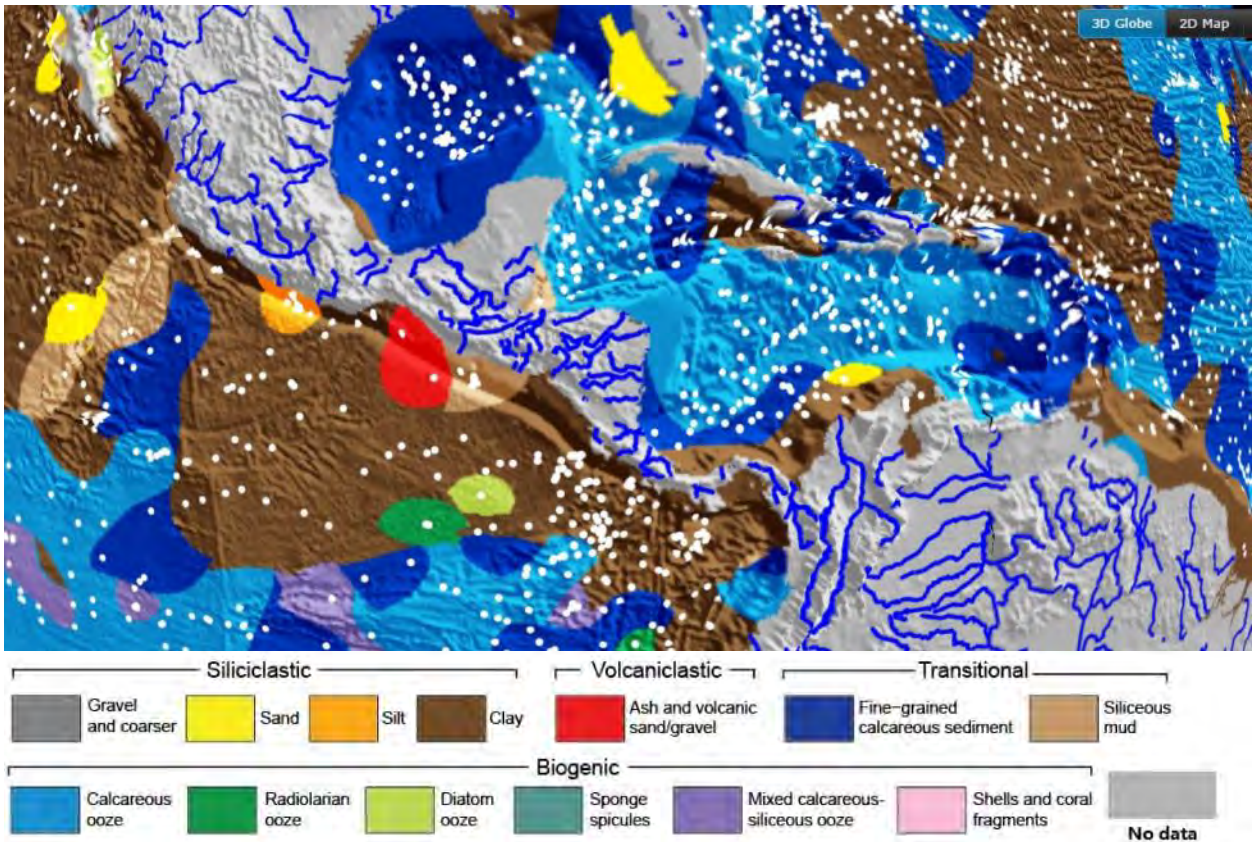 3D Globe 2D Map
Siliciclastic Volcaniclastic Transitional
Gravel
and coarser
Sand
Silt
Clay
Ash and volcanic
sand/gravel
Fine-grained
calcareous sediment
Siliceous
mud
Biogenic
Calcareous
ooze
Radiolarian
ooze
Diatom
ooze
Sponge
spicules
Mixed calcareous-
siliceous ooze
Shells and coral
fragments
No data